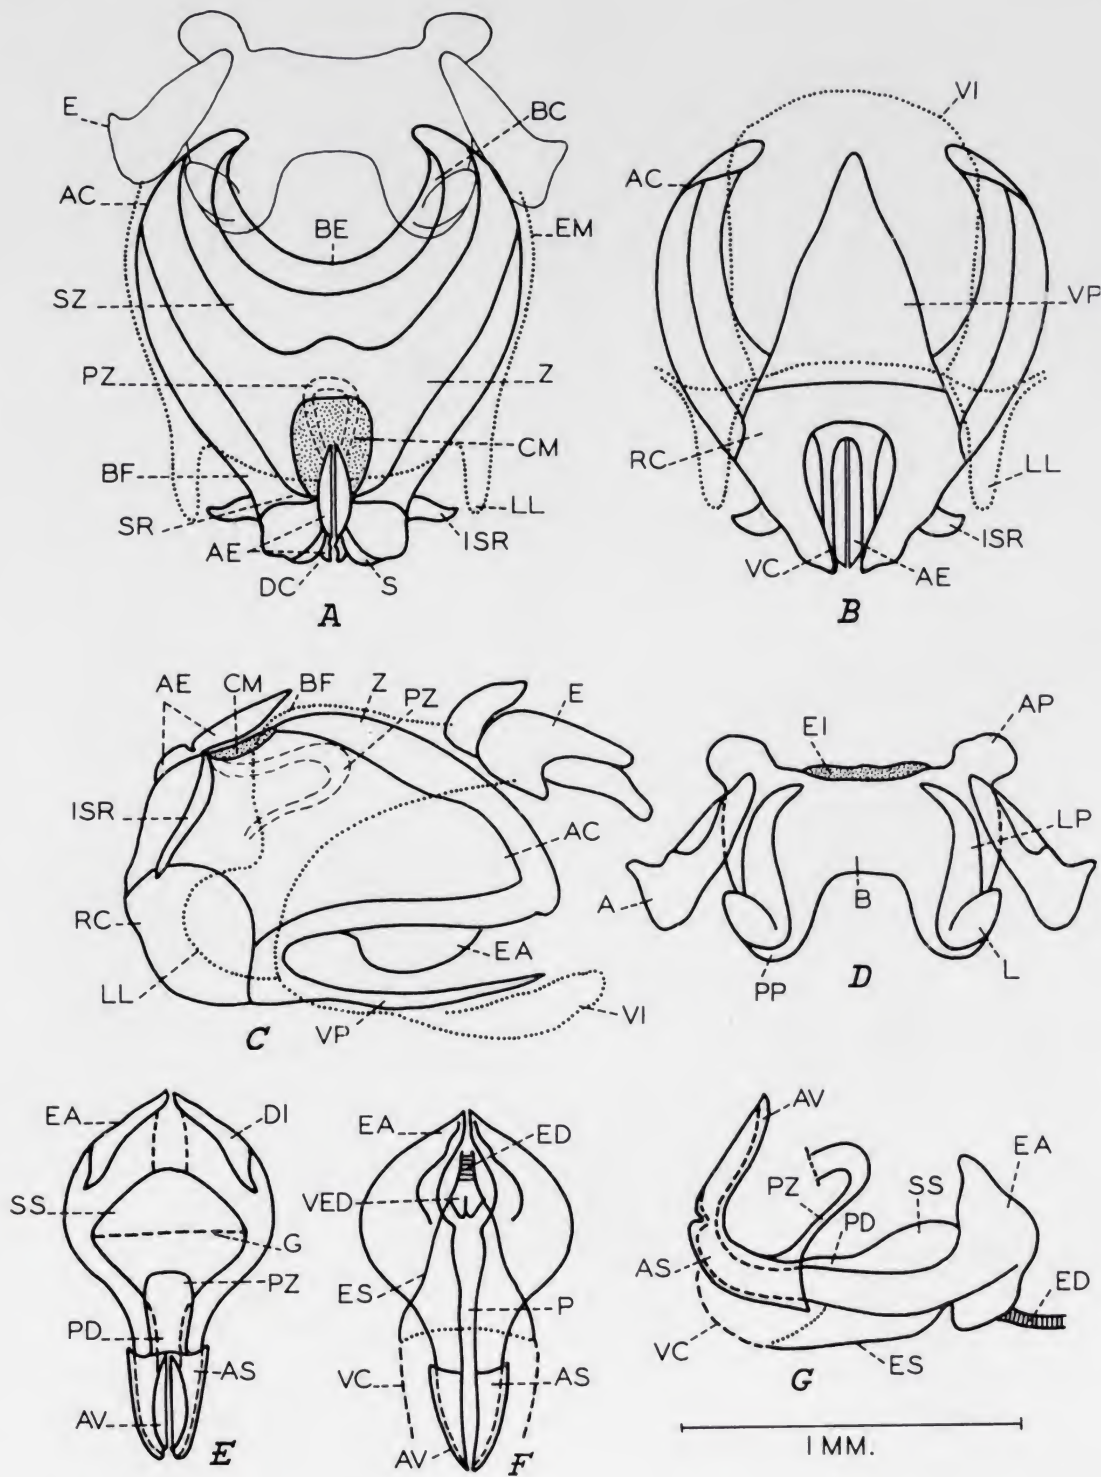 E
BC
AC
BE
EM
SZ
PZ
Z
CM
BF
SR
LL
ISR
AE
DC
S
A
VI
AC
VP
RC
LL
ISR
VC
AE
B
AE
CM
BF
Z
PZ
E
ISR
AC
RC
EA
LL
VP
VI
C
EI
AP
LP
A
B
L
PP
D
EA
DI
SS
G
PZ
PD
AS
AV
E
EA
ED
VED
ES
P
VC
AS
AV
F
AV
EA
SS
PZ
PD
AS
ED
VC
ES
G
1 MM.